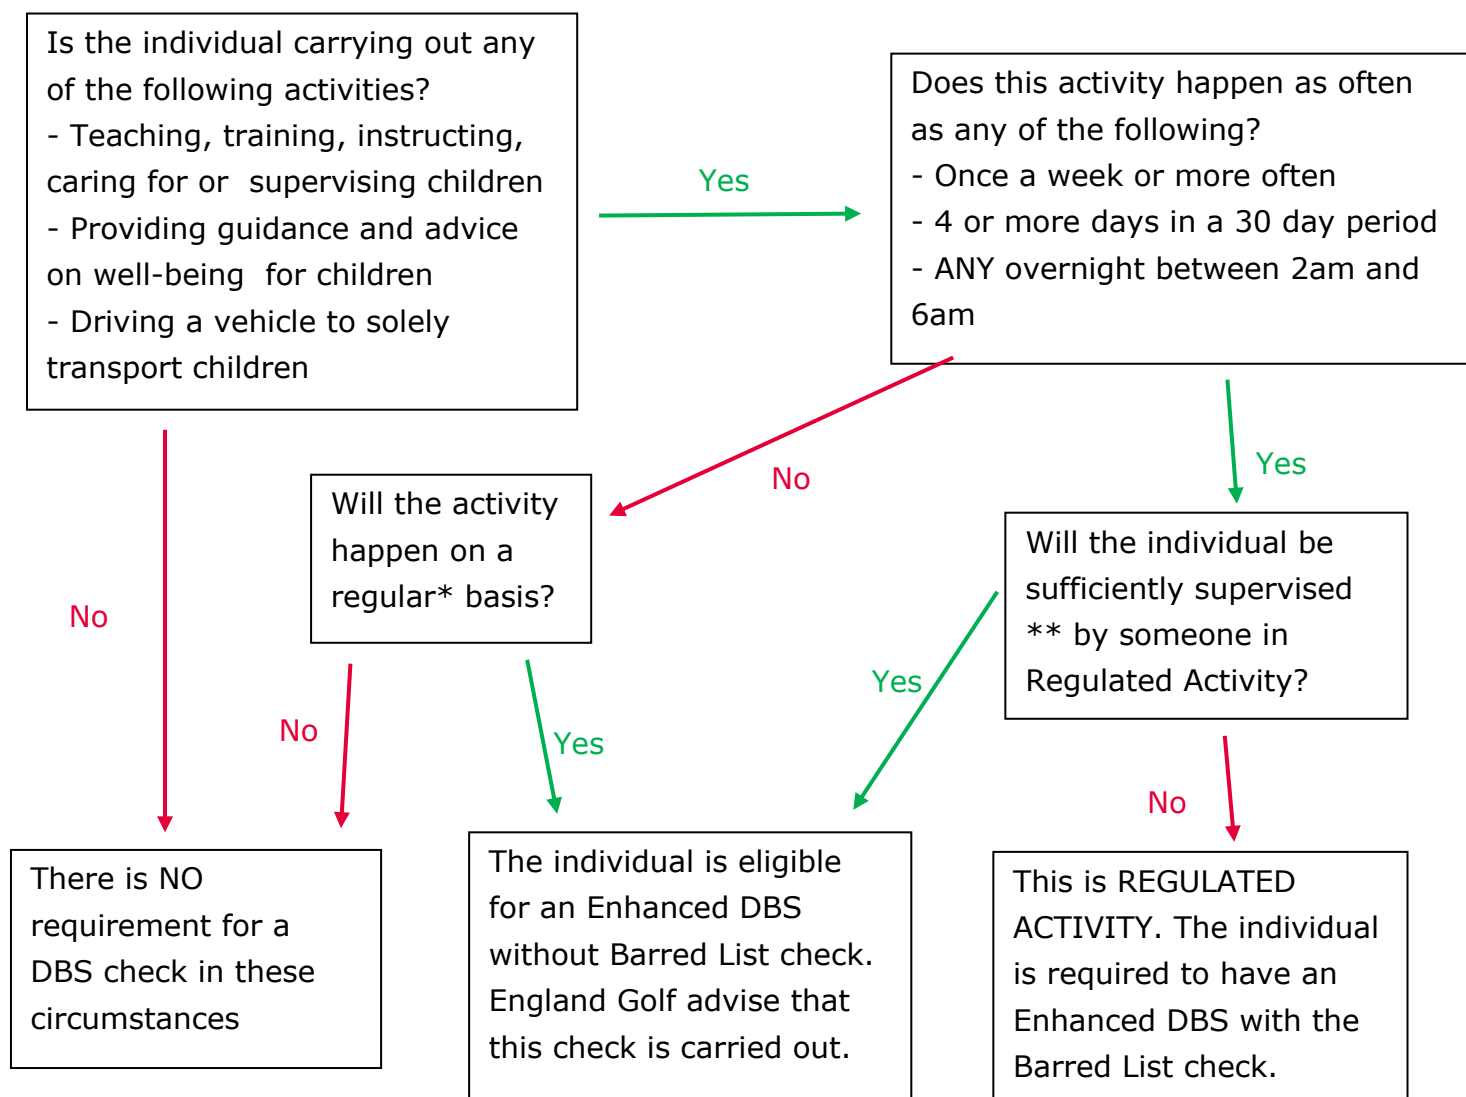 Is the individual carrying out any
of the following activities?
- Teaching, training, instructing,
caring for or  supervising children
- Providing guidance and advice
on well-being  for children
- Driving a vehicle to solely
transport children
Yes
Does this activity happen as often
as any of the following?
- Once a week or more often
- 4 or more days in a 30 day period
- ANY overnight between 2am and
6am
No
Yes
No
Will the activity
happen on a
regular* basis?
Will the individual be
sufficiently supervised
** by someone in
Regulated Activity?
No
Yes
Yes
No
There is NO
requirement for a
DBS check in these
circumstances
The individual is eligible
for an Enhanced DBS
without Barred List check.
England Golf advise that
this check is carried out.
This is REGULATED
ACTIVITY. The individual
is required to have an
Enhanced DBS with the
Barred List check.